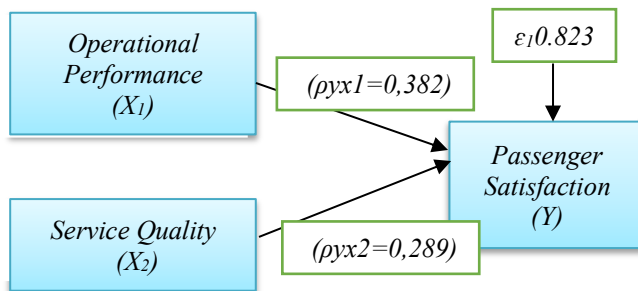 Operational
Performance
(X₁)
(ρyx1=0,382)
ε₁0.823
Passenger
Satisfaction
(Y)
Service Quality
(X₂)
(ρyx2=0,289)